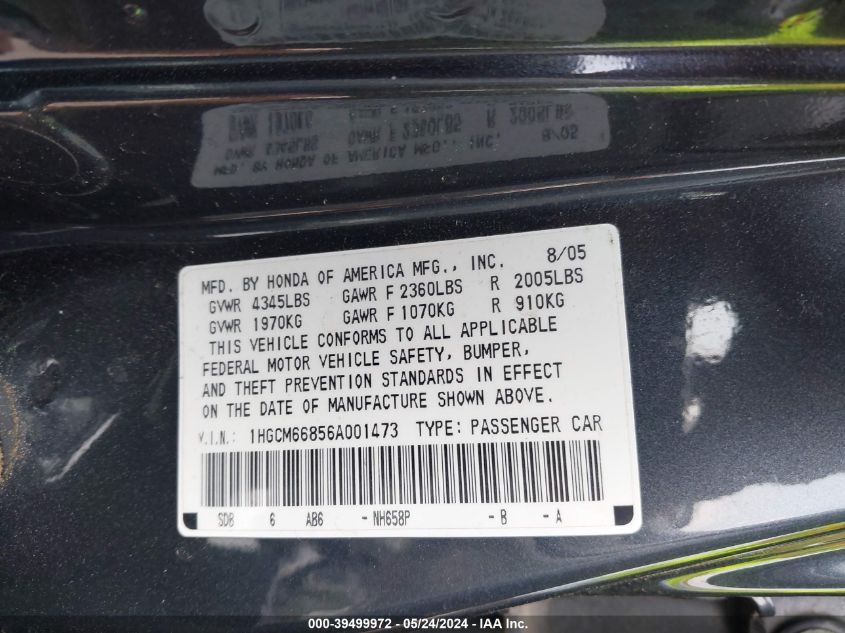 MFD. BY HONDA OF AMERICA MFG., INC. 8/05
GVWR 4345LBS GAWR F 2360LBS R 2005LBS
GVWR 1970KG GAWR F 1070KG R 910KG
THIS VEHICLE CONFORMS TO ALL APPLICABLE
FEDERAL MOTOR VEHICLE SAFETY, BUMPER,
AND THEFT PREVENTION STANDARDS IN EFFECT
ON THE DATE OF MANUFACTURE SHOWN ABOVE.
V.I.N.: 1HGCM66856A001473 TYPE: PASSENGER CAR
SDB 6 AB6 - NH658P - B - A
000-39499972 - 05/24/2024 - IAA Inc.